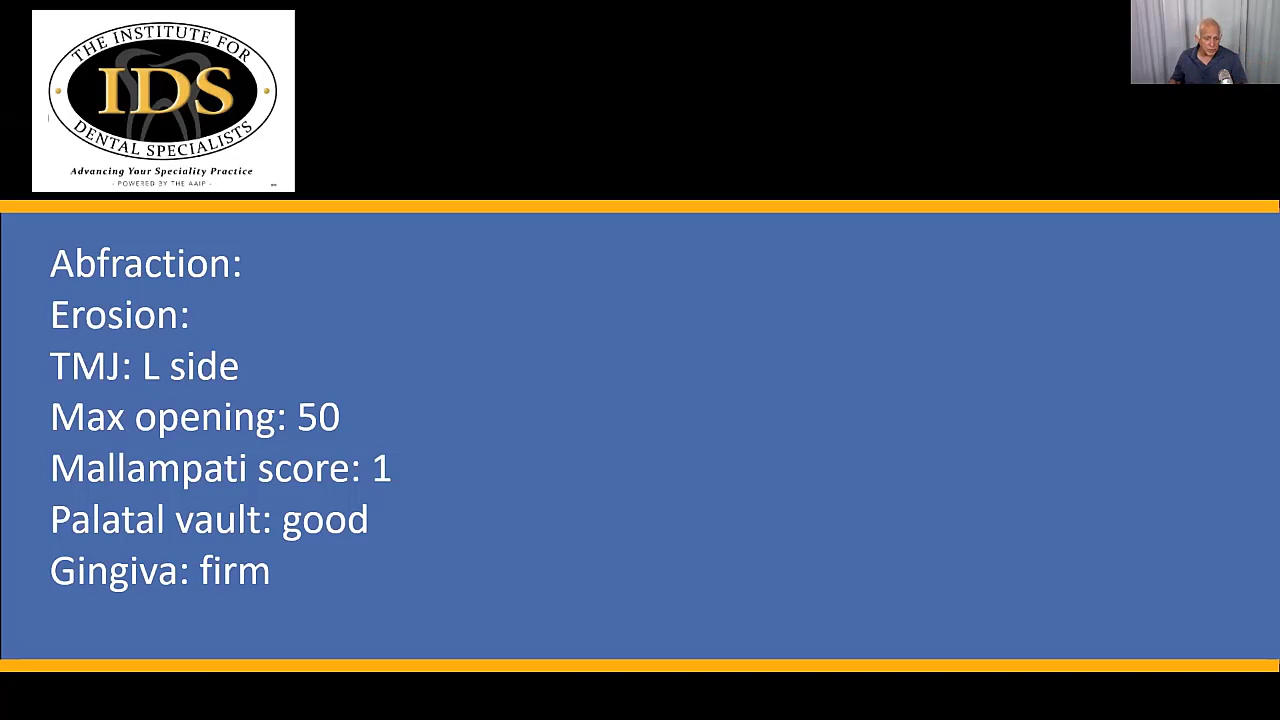 THE INSTITUTE FOR
IDS
DENTAL SPECIALISTS
Advancing Your Speciality Practice
- POWERED BY THE AAIP -
Abfraction:
Erosion:
TMJ: L side
Max opening: 50
Mallampati score: 1
Palatal vault: good
Gingiva: firm